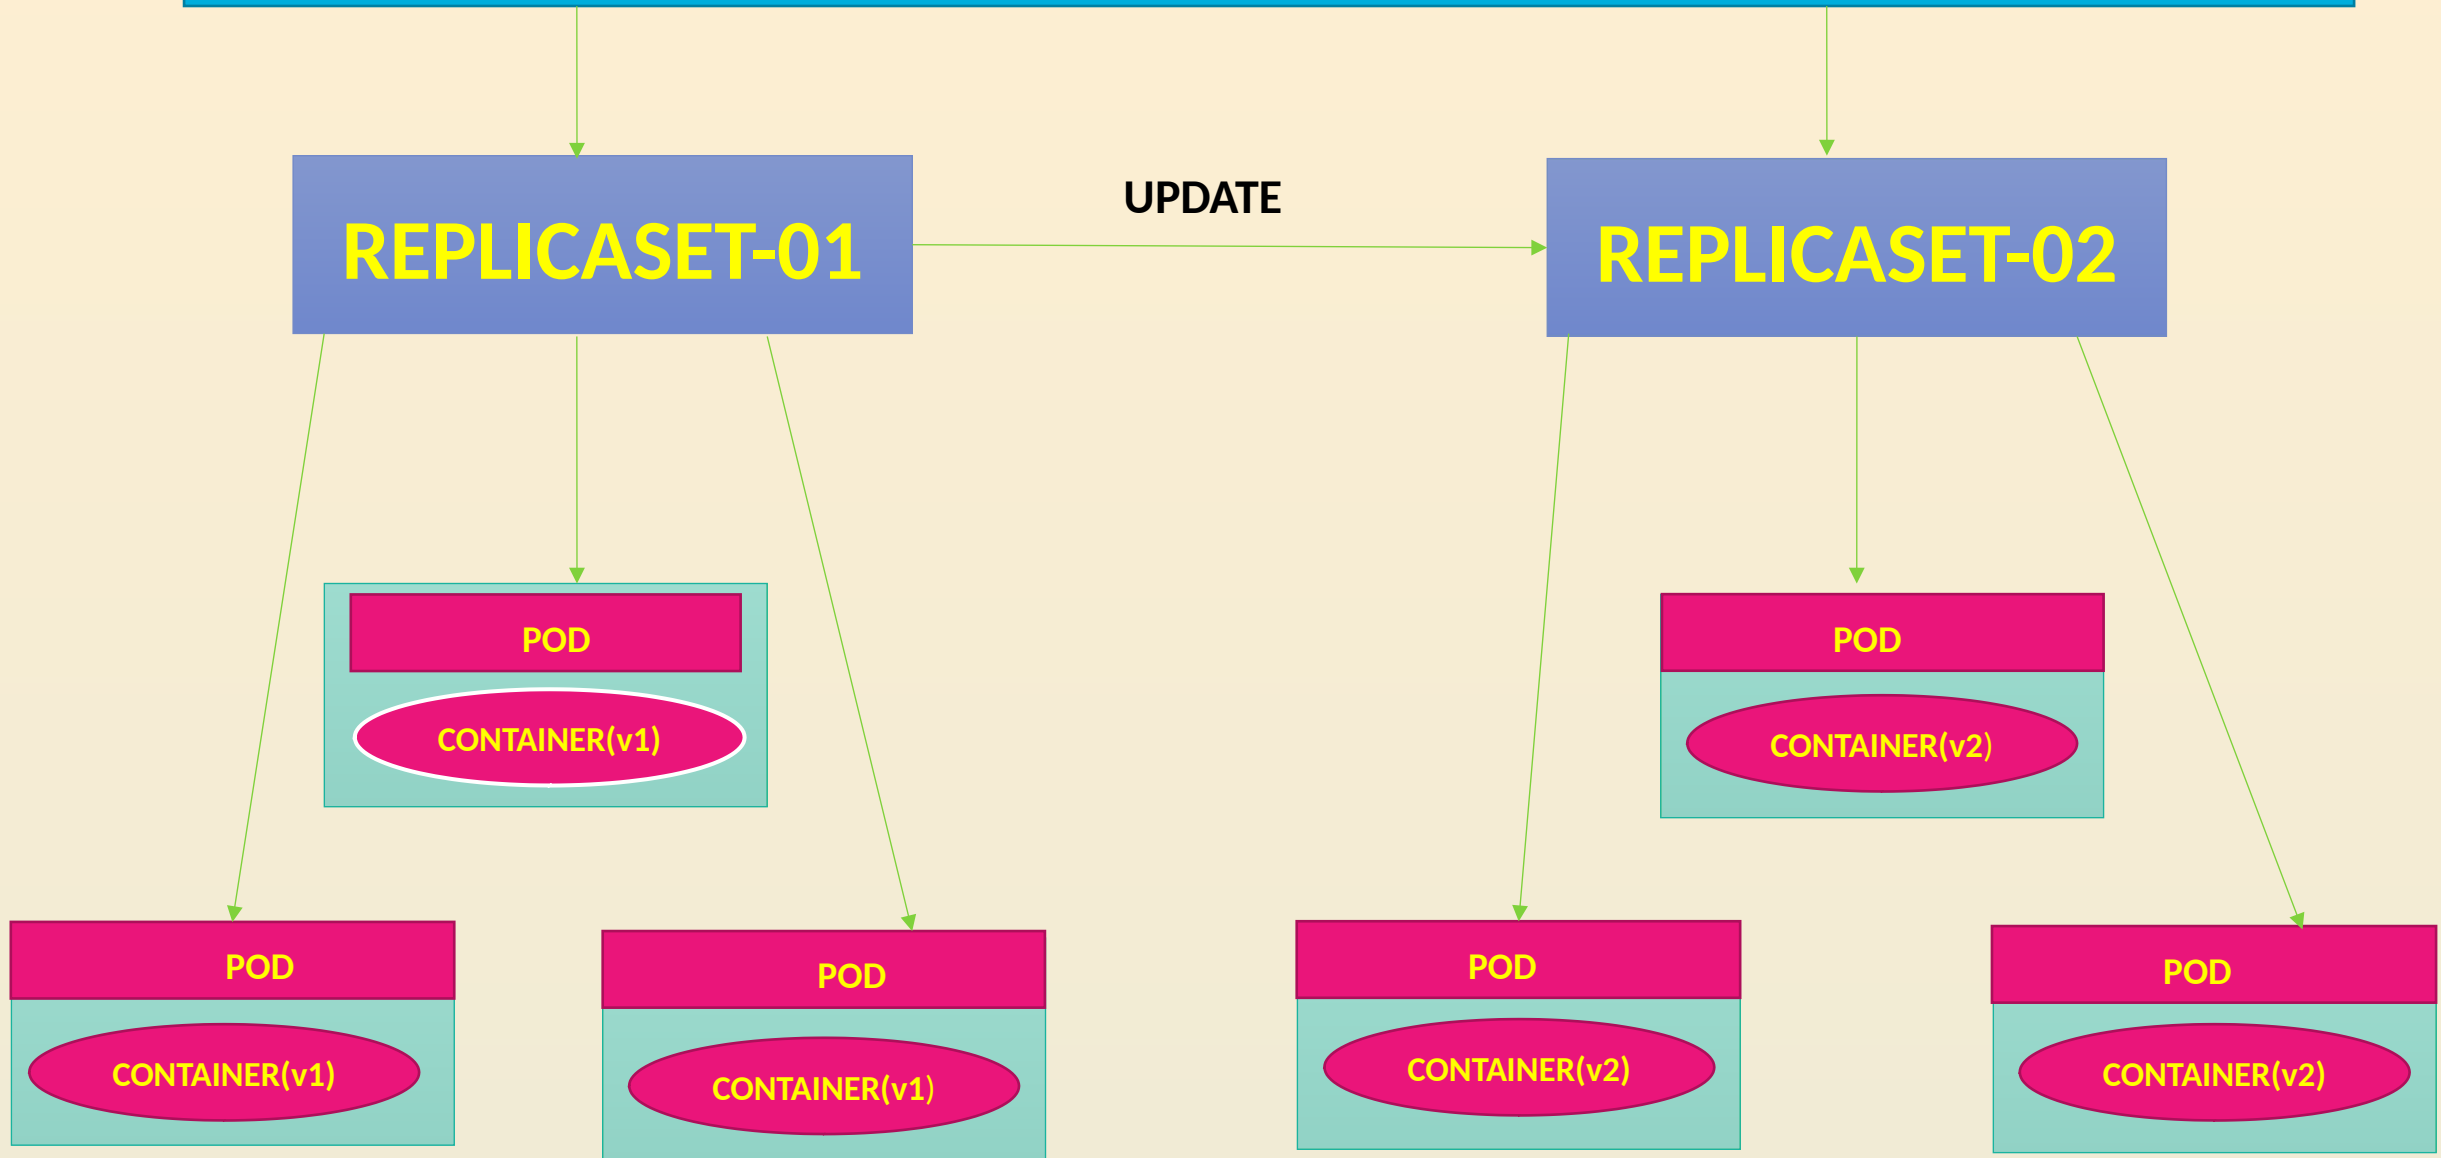 UPDATE
REPLICASET-01
REPLICASET-02
POD
CONTAINER(v1)
POD
CONTAINER(v2)
POD
CONTAINER(v1)
POD
CONTAINER(v1)
POD
CONTAINER(v2)
POD
CONTAINER(v2)